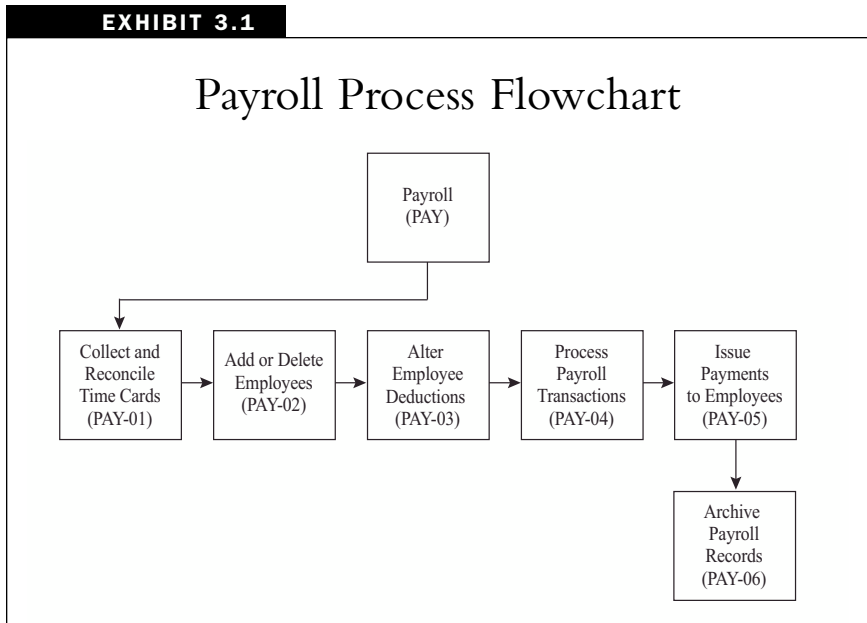 EXHIBIT 3.1
Payroll Process Flowchart
Payroll
(PAY)
Collect and
Reconcile
Time Cards
(PAY-01)
Add or Delete
Employees
(PAY-02)
Alter
Employee
Deductions
(PAY-03)
Process
Payroll
Transactions
(PAY-04)
Issue
Payments
to Employees
(PAY-05)
Archive
Payroll
Records
(PAY-06)